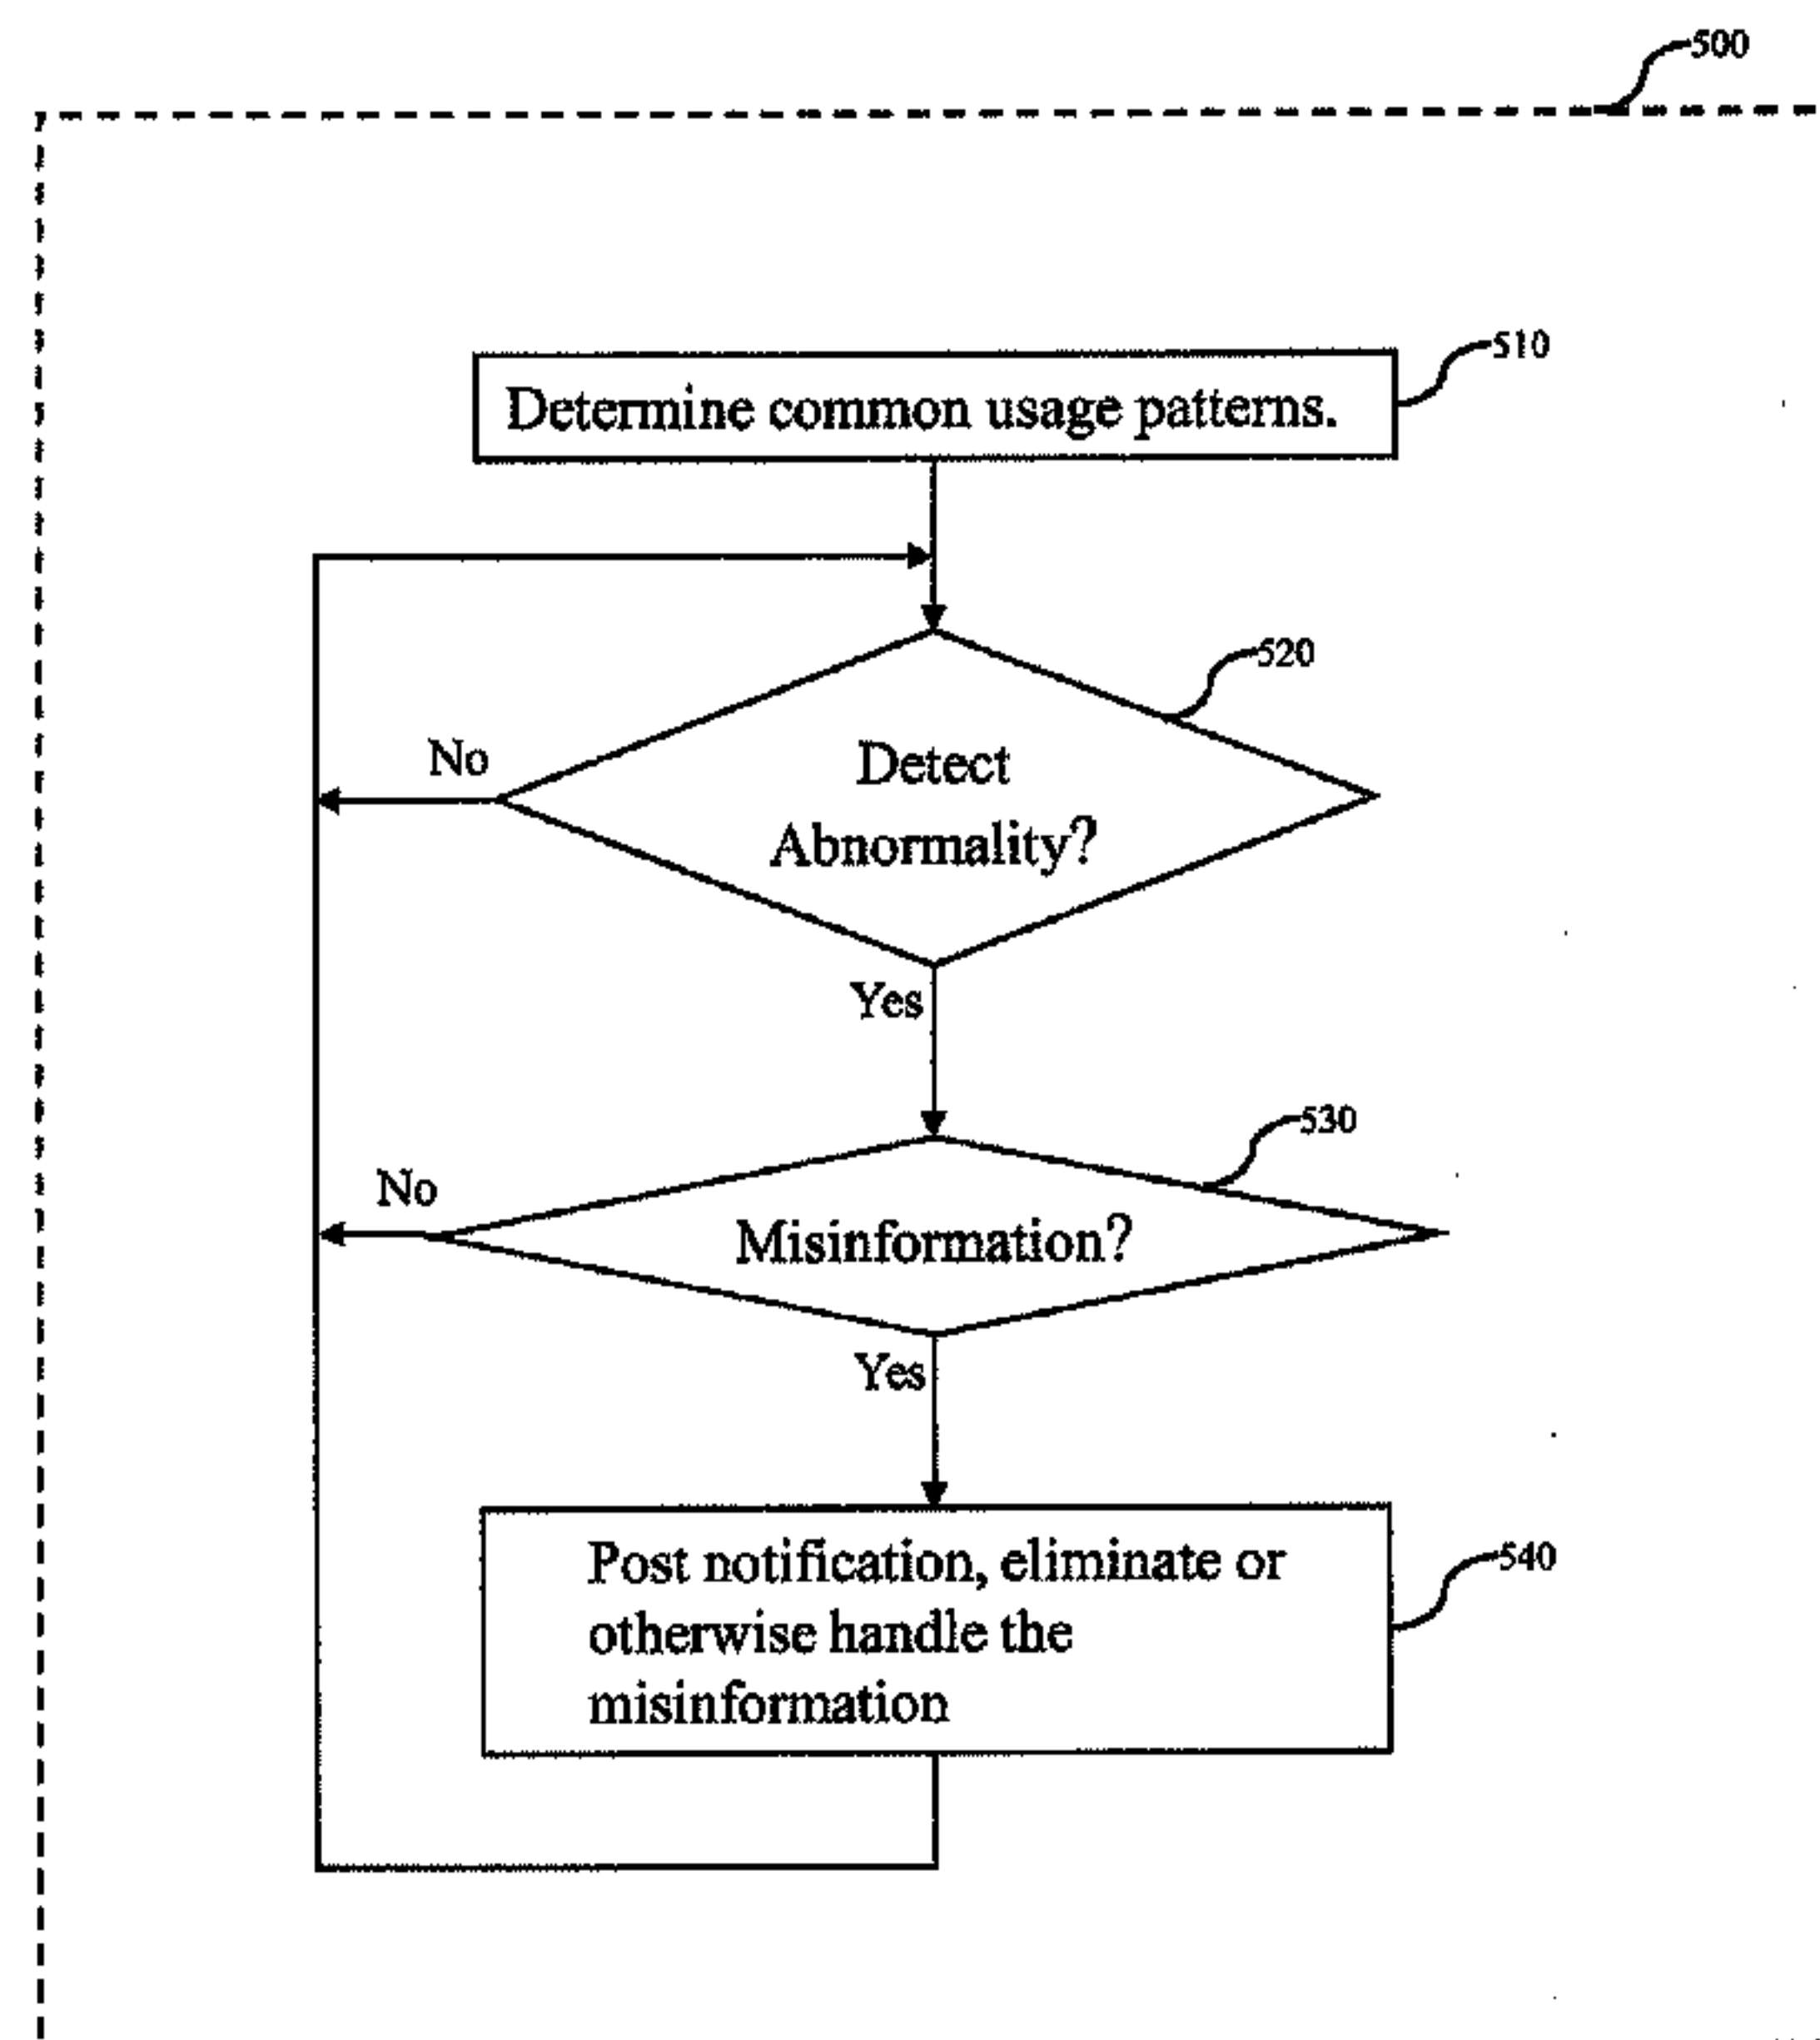 500
510
Determine common usage patterns.
520
No
Detect
Abnormality?
Yes
530
No
Misinformation?
Yes
Post notification, eliminate or
540
otherwise handle the
misinformation